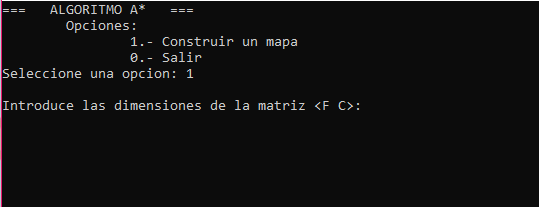 ===   ALGORITMO A*   ===
Opciones:
1.- Construir un mapa
0.- Salir
Seleccione una opcion: 1
Introduce las dimensiones de la matriz <F C>: